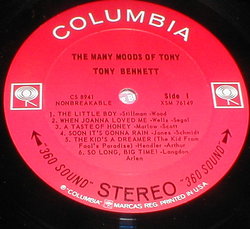 COLUMBIA
THE MANY MOODS OF TONY
TONY BENNETT
CS 8941
NONBREAKABLE
Side 1
XSM 76149
1. THE LITTLE BOY -Stillman - Wood
2. WHEN JOANNA LOVED ME -Wells - Segal
3. A TASTE OF HONEY -Marlow - Scott
4. SOON IT'S GONNA RAIN -Jones - Schmidt
5. THE KID'S A DREAMER (The Kid From
Fool's Paradise) -Hendler - Arthur
6. SO LONG, BIG TIME! -Langdon -
Arlen
"360 SOUND" STEREO "360 SOUND"
® "COLUMBIA", MARCAS REG. PRINTED IN U.S.A.